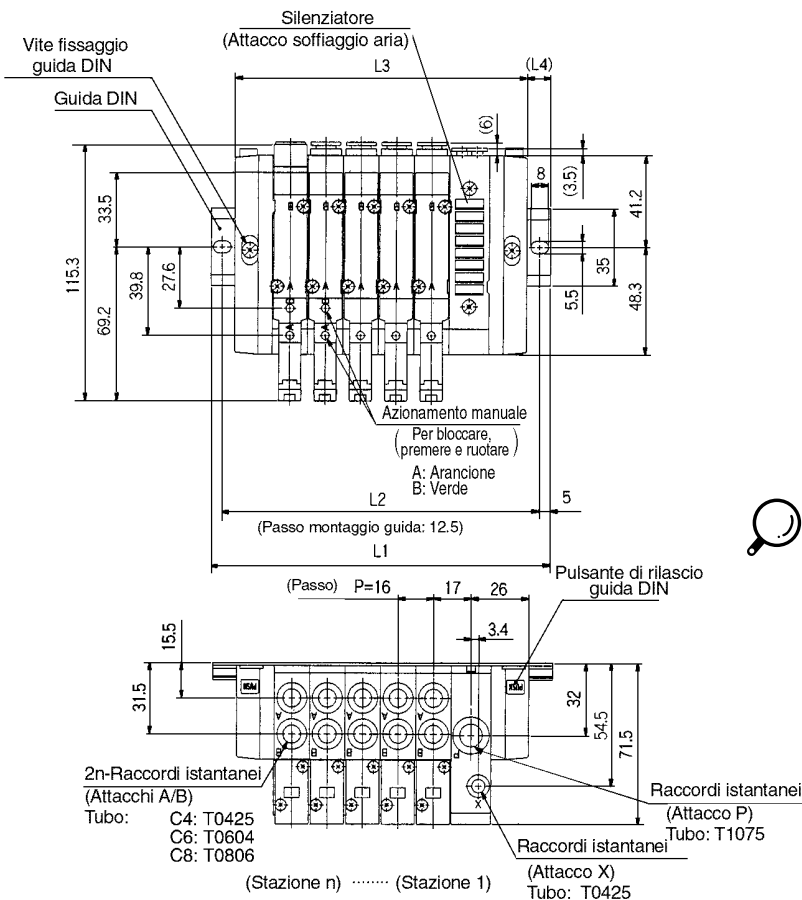 Silenziatore
(Attacco soffiaggio aria)
Vite fissaggio
guida DIN
Guida DIN
L3
(L4)
(6)
(3.5)
8
41.2
35
5.5
48.3
115.3
33.5
69.2
39.8
27.6
B
B
B
B
B
A
A
A
A
A
B
B
A
A
Azionamento manuale
(Per bloccare,
premere e ruotare)
A: Arancione
B: Verde
L2
5
(Passo montaggio guida: 12.5)
L1
Pulsante di rilascio
guida DIN
(Passo)
P=16
17
26
3.4
15.5
31.5
32
54.5
71.5
PUSH
PUSH
A
A
A
A
A
B
B
B
B
B
P
X
2n-Raccordi istantanei
(Attacchi A/B)
Tubo:
C4: T0425
C6: T0604
C8: T0806
Raccordi istantanei
(Attacco P)
Tubo: T1075
Raccordi istantanei
(Attacco X)
Tubo: T0425
(Stazione n) ········ (Stazione 1)